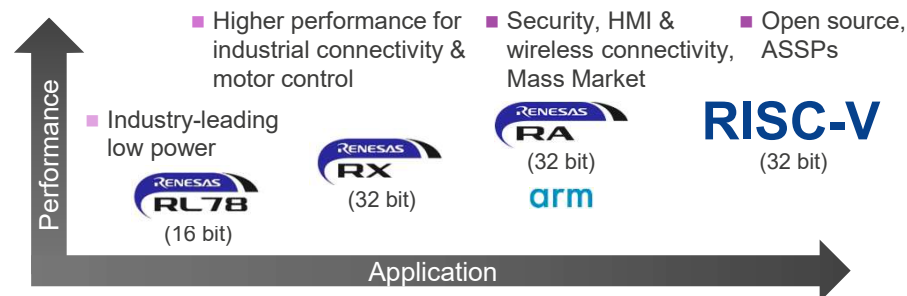 Performance
Industry-leading
low power
RENESAS
RL78
(16 bit)
Higher performance for
industrial connectivity &
motor control
RENESAS
RX
(32 bit)
Security, HMI &
wireless connectivity,
Mass Market
RENESAS
RA
(32 bit)
arm
Open source,
ASSPs
RISC-V
(32 bit)
Application